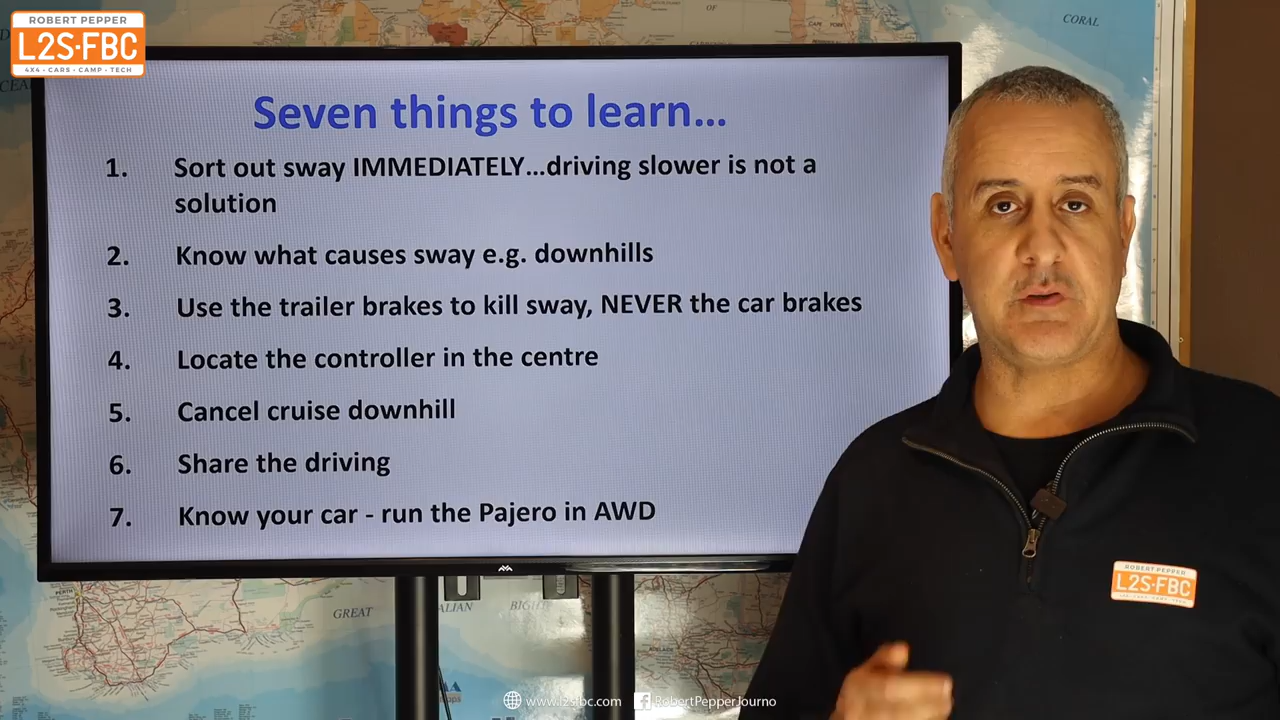 ROBERT PEPPER
L2S·FBC
4X4 • CARS • CAMP • TECH
OF
CORAL
Seven things to learn...
1. Sort out sway IMMEDIATELY...driving slower is not a
solution
2. Know what causes sway e.g. downhills
3. Use the trailer brakes to kill sway, NEVER the car brakes
4. Locate the controller in the centre
5. Cancel cruise downhill
6. Share the driving
7. Know your car - run the Pajero in AWD
ROBERT PEPPER
L2S·FBC
PERTH
GREAT
BIGHT
www.l2sfbc.com RobertPepperJourno